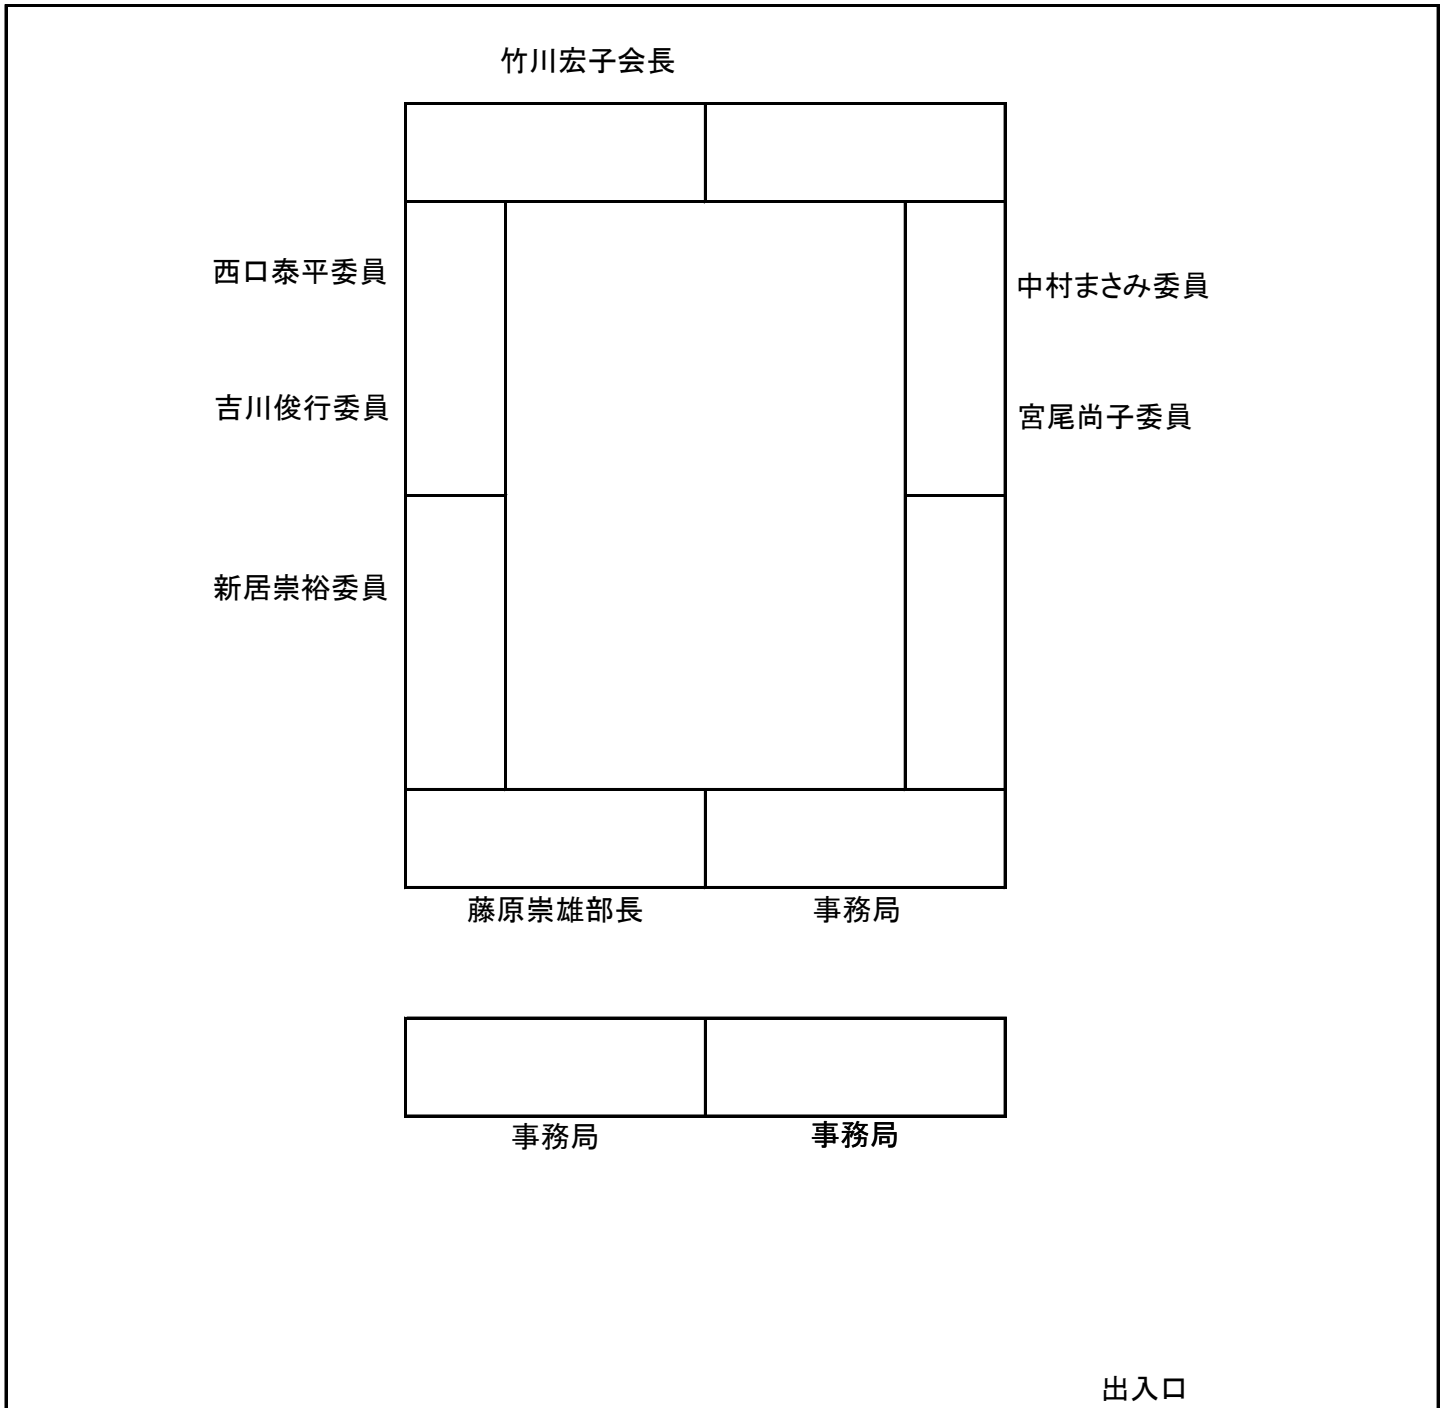 竹川宏子会長
西口泰平委員
中村まさみ委員
吉川俊行委員
宮尾尚子委員
新居崇裕委員
藤原崇雄部長
事務局
事務局
事務局
出入口